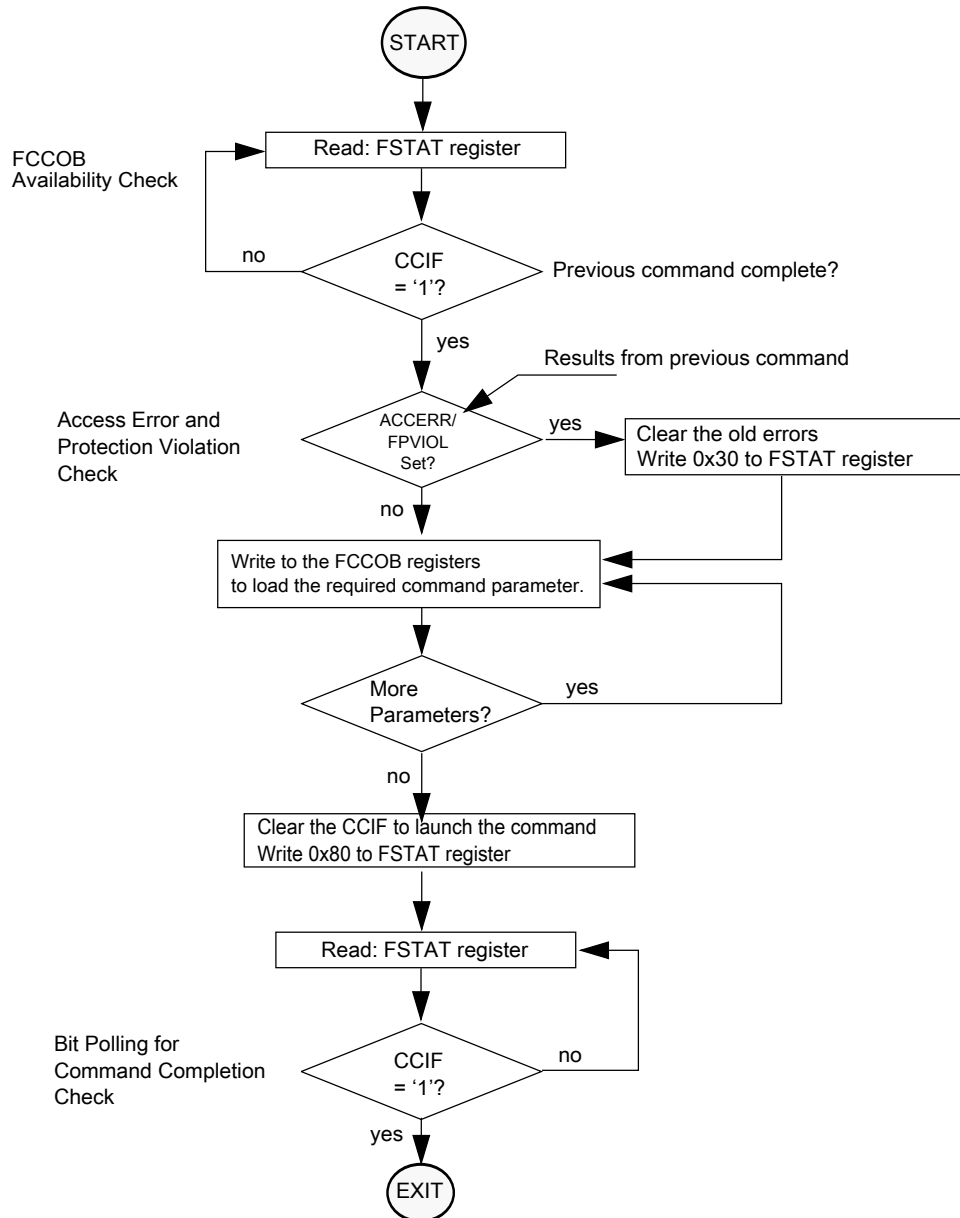 START
Read: FSTAT register
FCCOB
Availability Check
no
CCIF
= ‘1’?
Previous command complete?
yes
Results from previous command
Access Error and
Protection Violation
Check
ACCERR/
FPVIOL
Set?
yes
Clear the old errors
Write 0x30 to FSTAT register
no
Write to the FCCOB registers
to load the required command parameter.
More
Parameters?
yes
no
Clear the CCIF to launch the command
Write 0x80 to FSTAT register
Read: FSTAT register
Bit Polling for
Command Completion
Check
CCIF
= ‘1’?
no
yes
EXIT